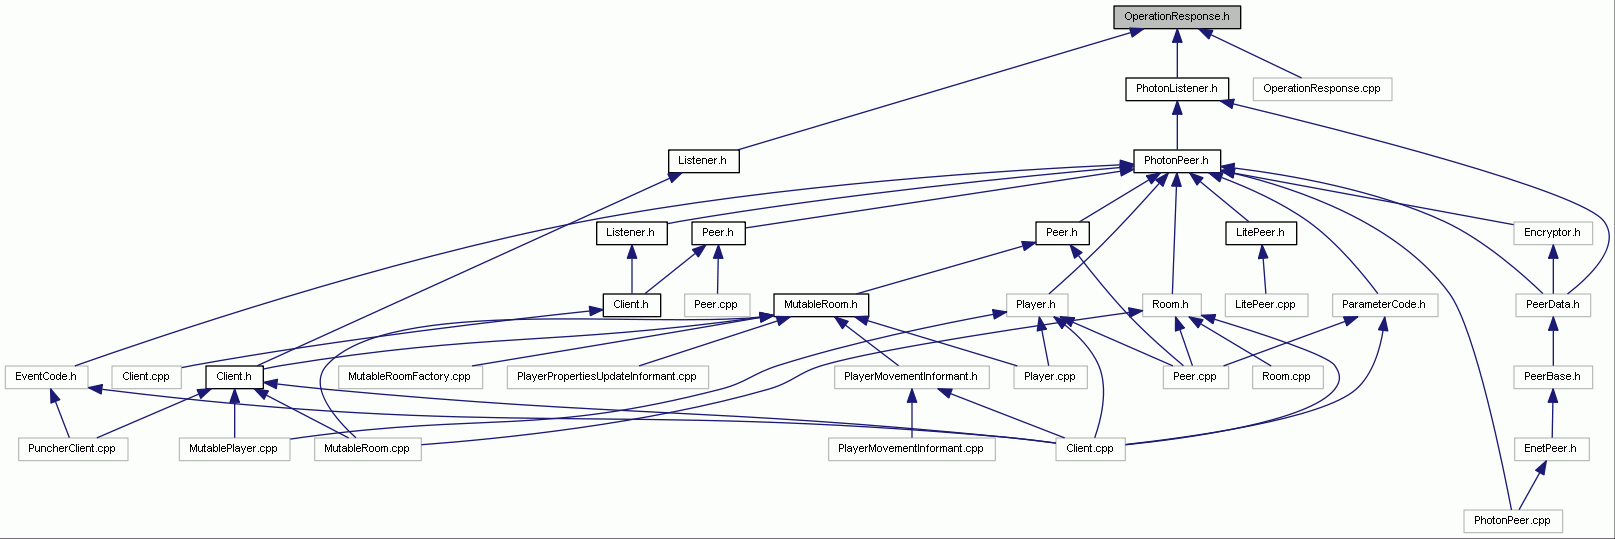 OperationResponse.h
PhotonListener.h
OperationResponse.cpp
Listener.h
PhotonPeer.h
Listener.h
Peer.h
Peer.h
LitePeer.h
Encryptor.h
Client.h
Peer.cpp
MutableRoom.h
Player.h
Room.h
LitePeer.cpp
ParameterCode.h
PeerData.h
EventCode.h
Client.cpp
Client.h
MutableRoomFactory.cpp
PlayerPropertiesUpdateInformant.cpp
PlayerMovementInformant.h
Player.cpp
Peer.cpp
Room.cpp
PeerBase.h
PuncherClient.cpp
MutablePlayer.cpp
MutableRoom.cpp
PlayerMovementInformant.cpp
Client.cpp
EnetPeer.h
PhotonPeer.cpp